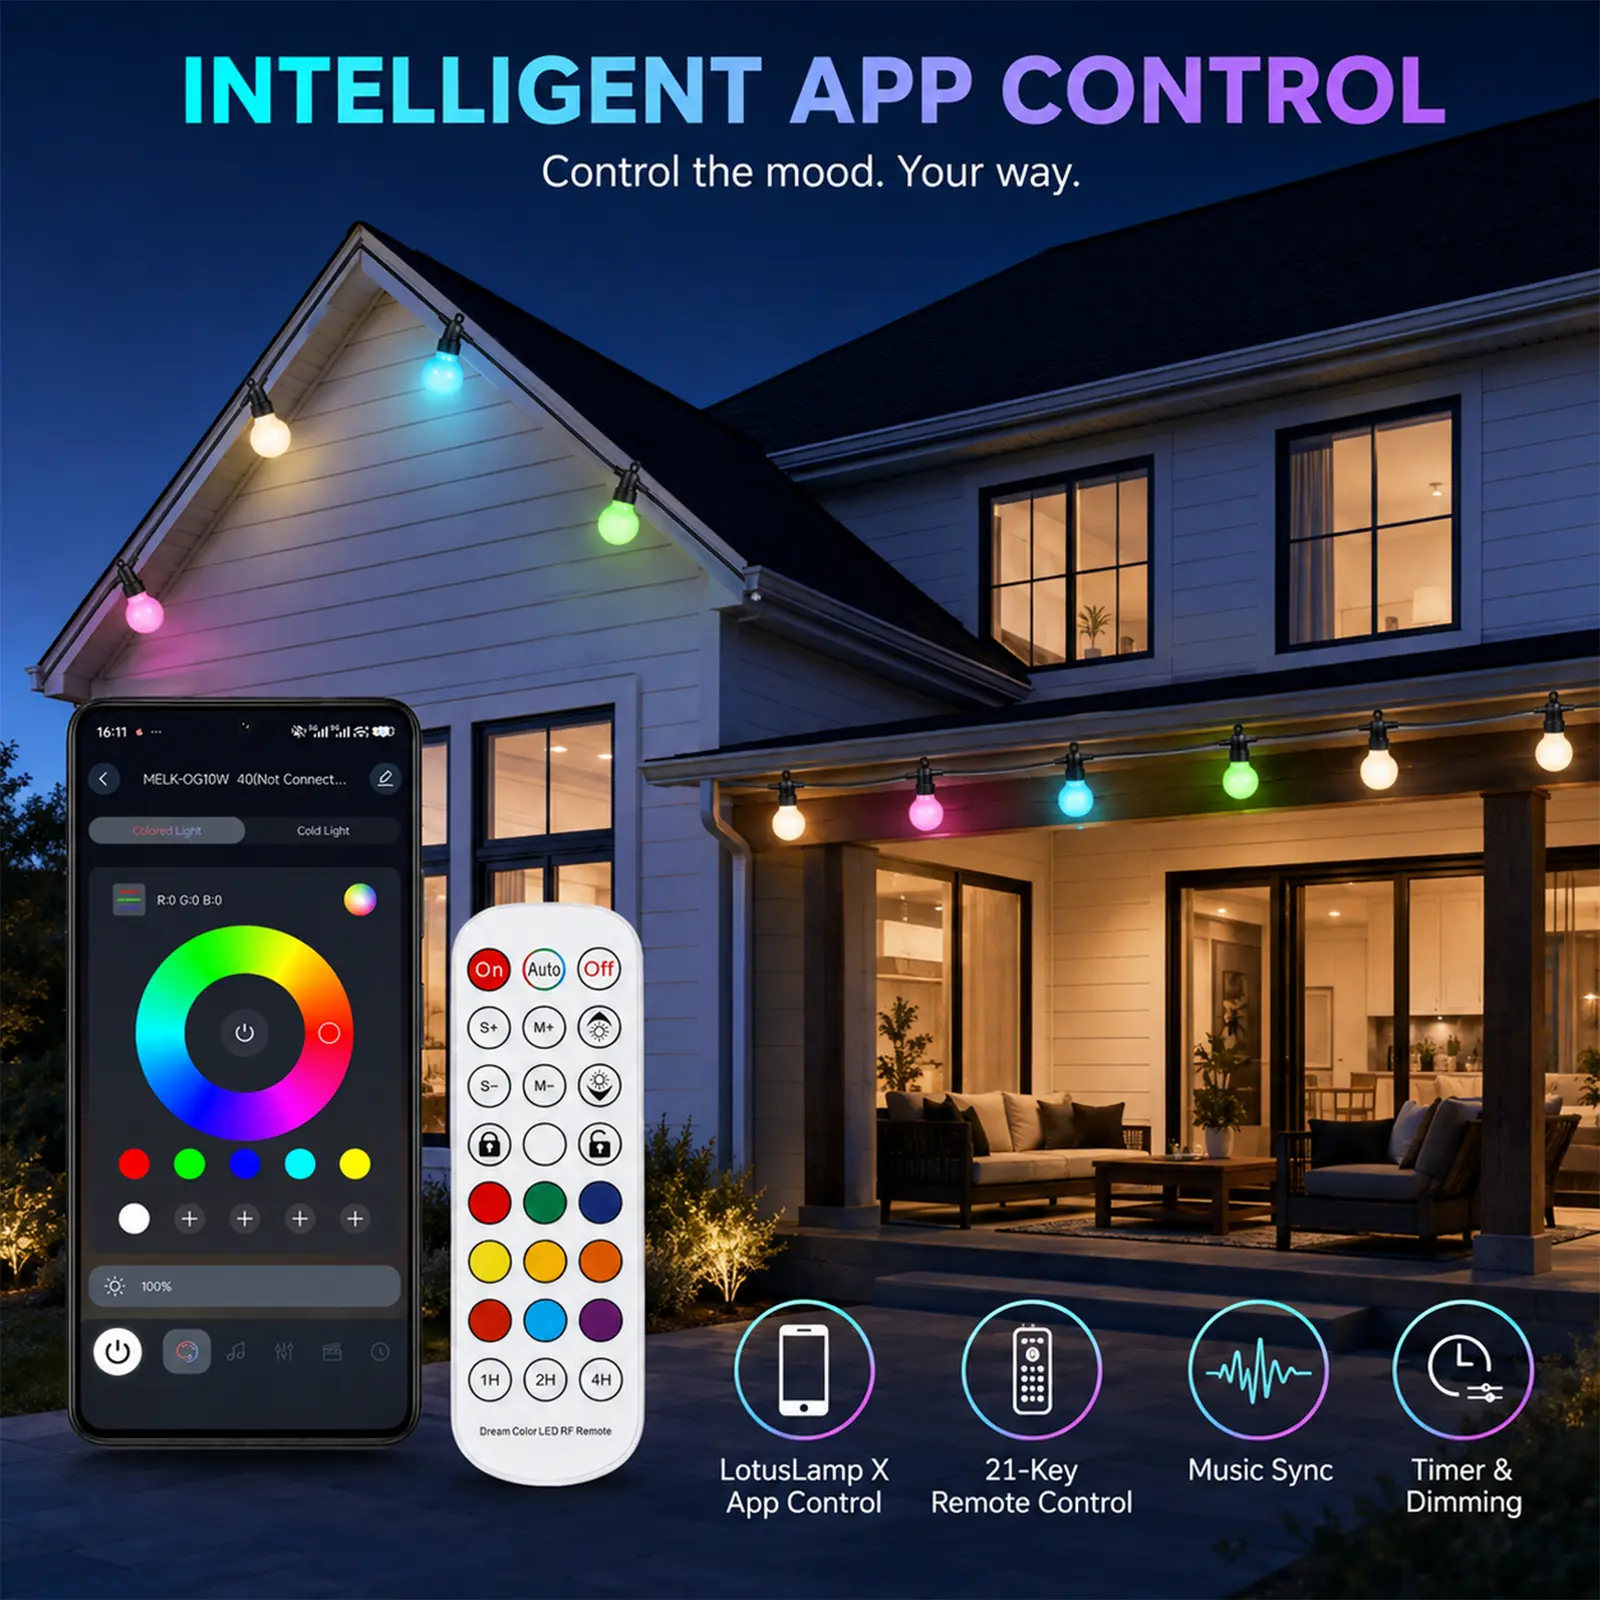 INTELLIGENT APP CONTROL
Control the mood. Your way.
16:11
MELK-OG10W 40(Not Connect...
Colored Light
Cold Light
R:0 G:0 B:0
100%
On
Auto
Off
S+
M+
S-
M-
1H
2H
4H
Dream Color LED RF Remote
LotusLamp X
App Control
21-Key
Remote Control
Music Sync
Timer &
Dimming